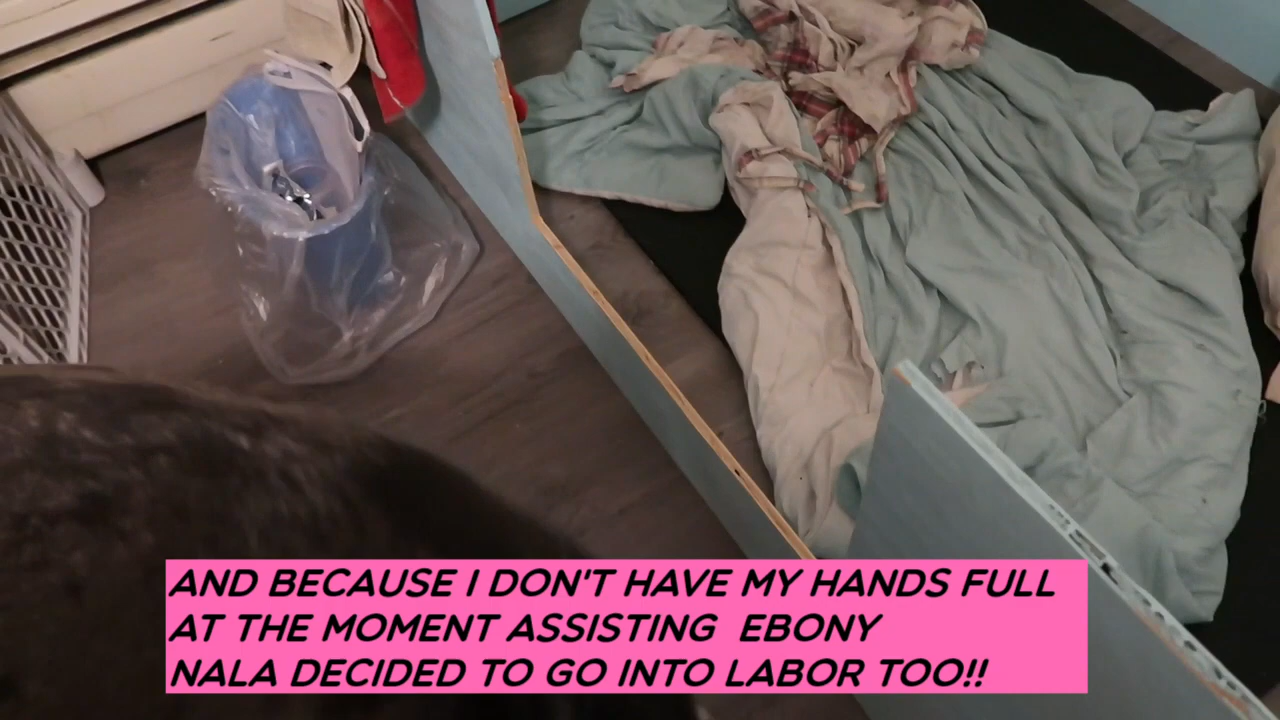 AND BECAUSE I DON'T HAVE MY HANDS FULL
AT THE MOMENT ASSISTING EBONY
NALA DECIDED TO GO INTO LABOR TOO!!